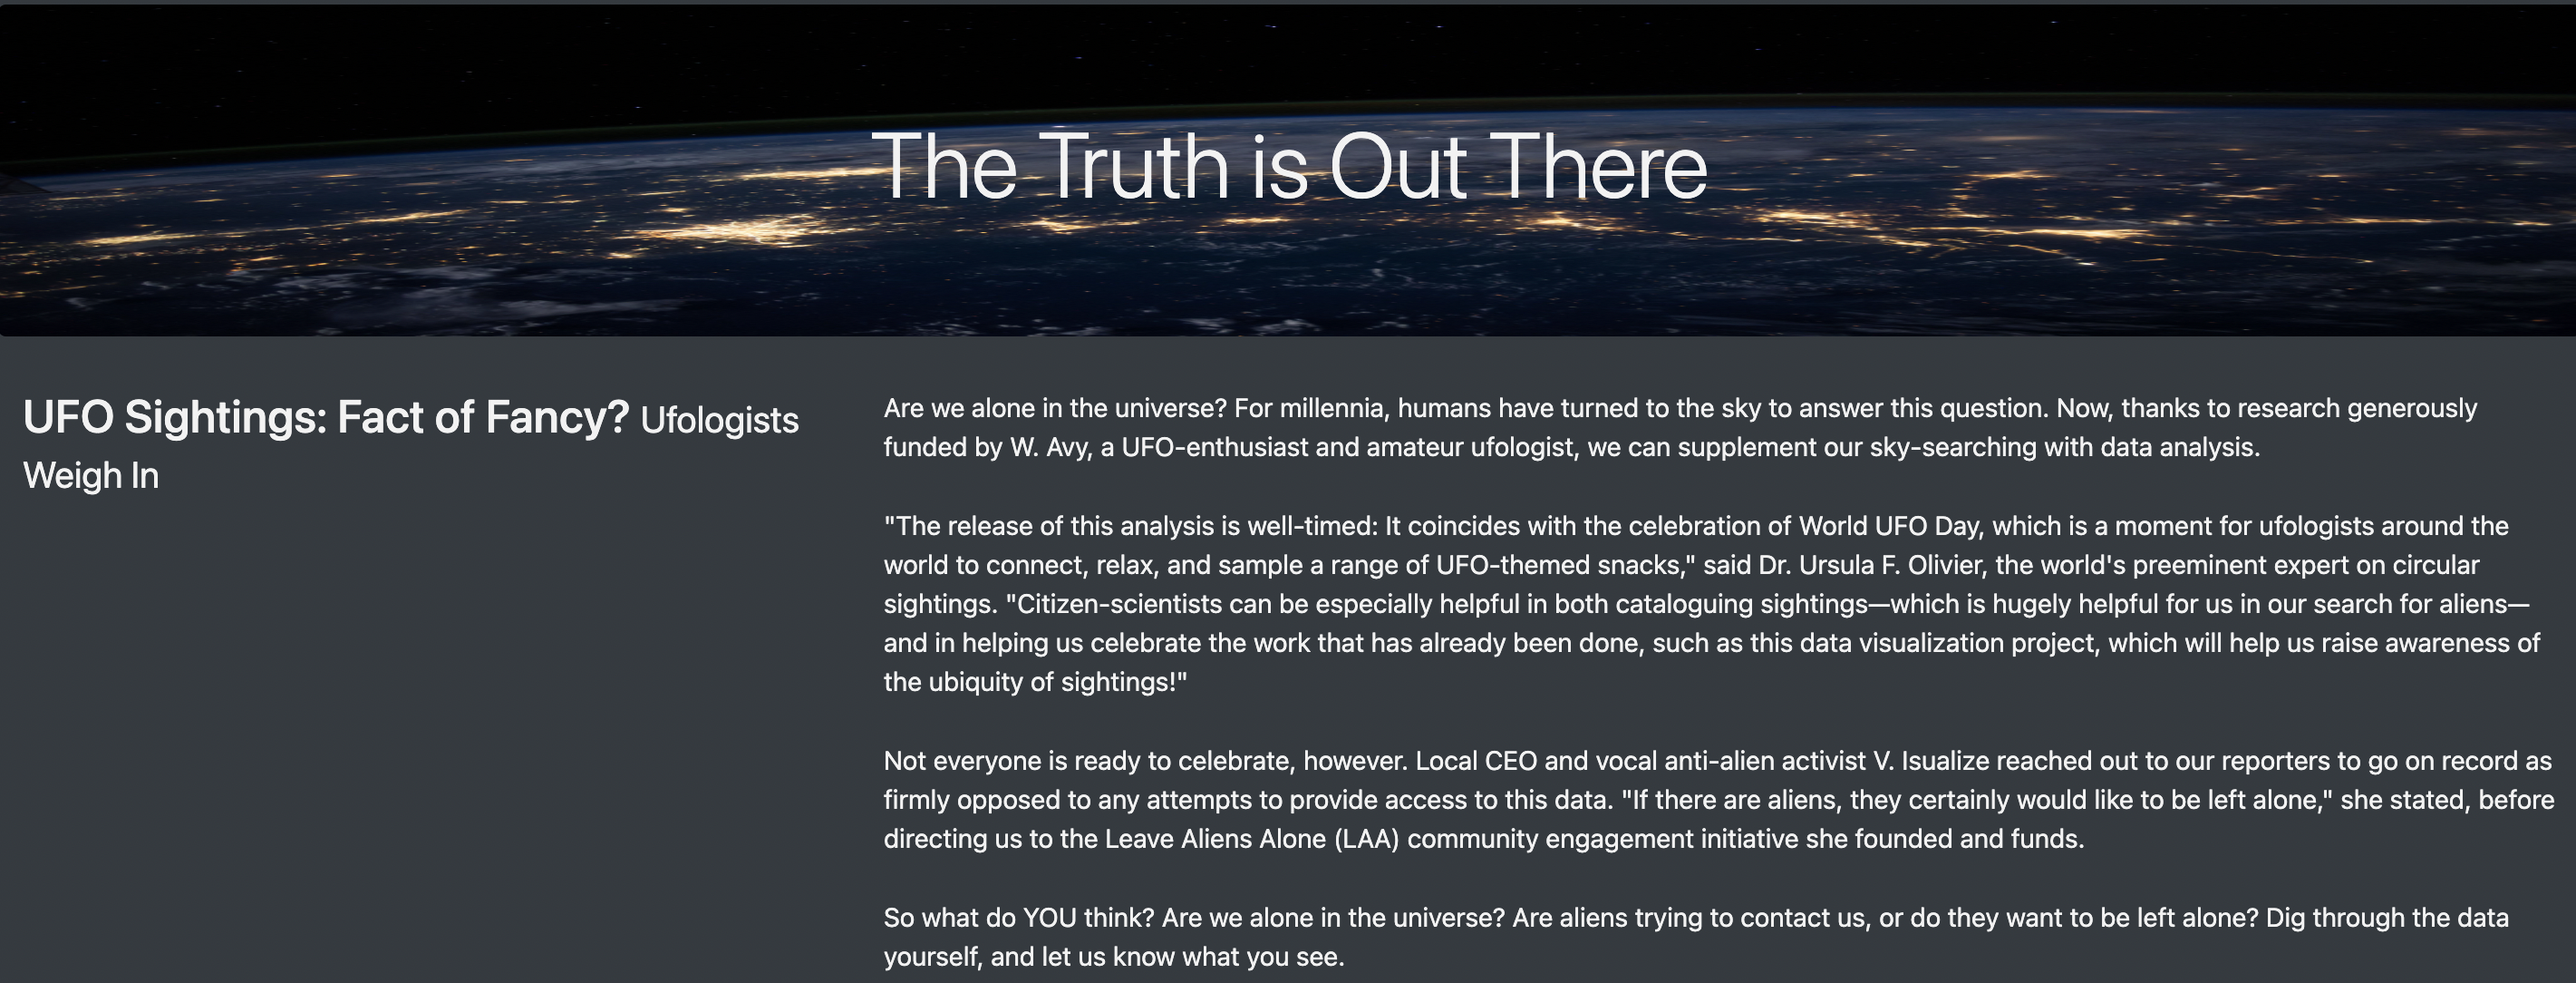 The Truth is Out There
UFO Sightings: Fact of Fancy? Ufologists
Weigh In
Are we alone in the universe? For millennia, humans have turned to the sky to answer this question. Now, thanks to research generously
funded by W. Avy, a UFO-enthusiast and amateur ufologist, we can supplement our sky-searching with data analysis.
"The release of this analysis is well-timed: It coincides with the celebration of World UFO Day, which is a moment for ufologists around the
world to connect, relax, and sample a range of UFO-themed snacks," said Dr. Ursula F. Olivier, the world's preeminent expert on circular
sightings. "Citizen-scientists can be especially helpful in both cataloguing sightings—which is hugely helpful for us in our search for aliens—
and in helping us celebrate the work that has already been done, such as this data visualization project, which will help us raise awareness of
the ubiquity of sightings!"
Not everyone is ready to celebrate, however. Local CEO and vocal anti-alien activist V. Isualize reached out to our reporters to go on record as
firmly opposed to any attempts to provide access to this data. "If there are aliens, they certainly would like to be left alone," she stated, before
directing us to the Leave Aliens Alone (LAA) community engagement initiative she founded and funds.
So what do YOU think? Are we alone in the universe? Are aliens trying to contact us, or do they want to be left alone? Dig through the data
yourself, and let us know what you see.